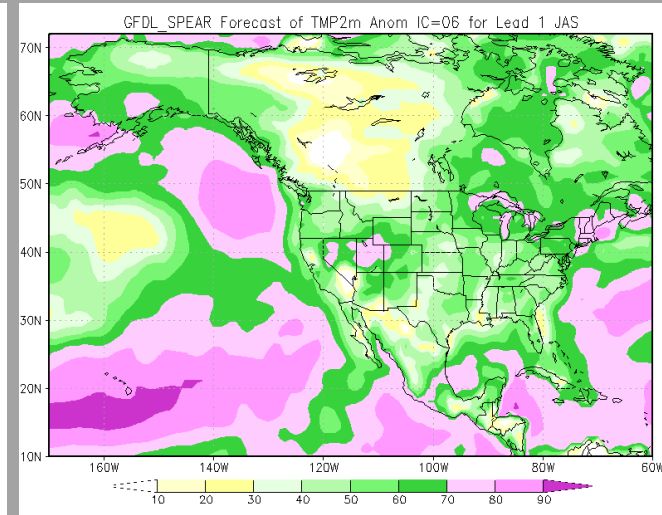 GFDL_SPEAR Forecast of TMP2m Anom IC=06 for Lead 1 JAS
70N
60N
50N
40N
30N
20N
10N
160W 140W 120W 100W 80W 60W
10 20 30 40 50 60 70 80 90